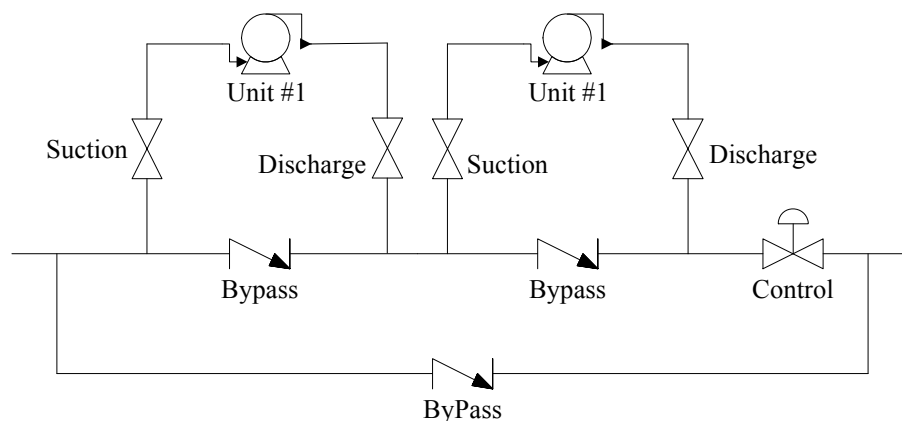 Unit #1
Unit #1
Suction
Discharge
Suction
Discharge
Bypass
Bypass
Control
ByPass